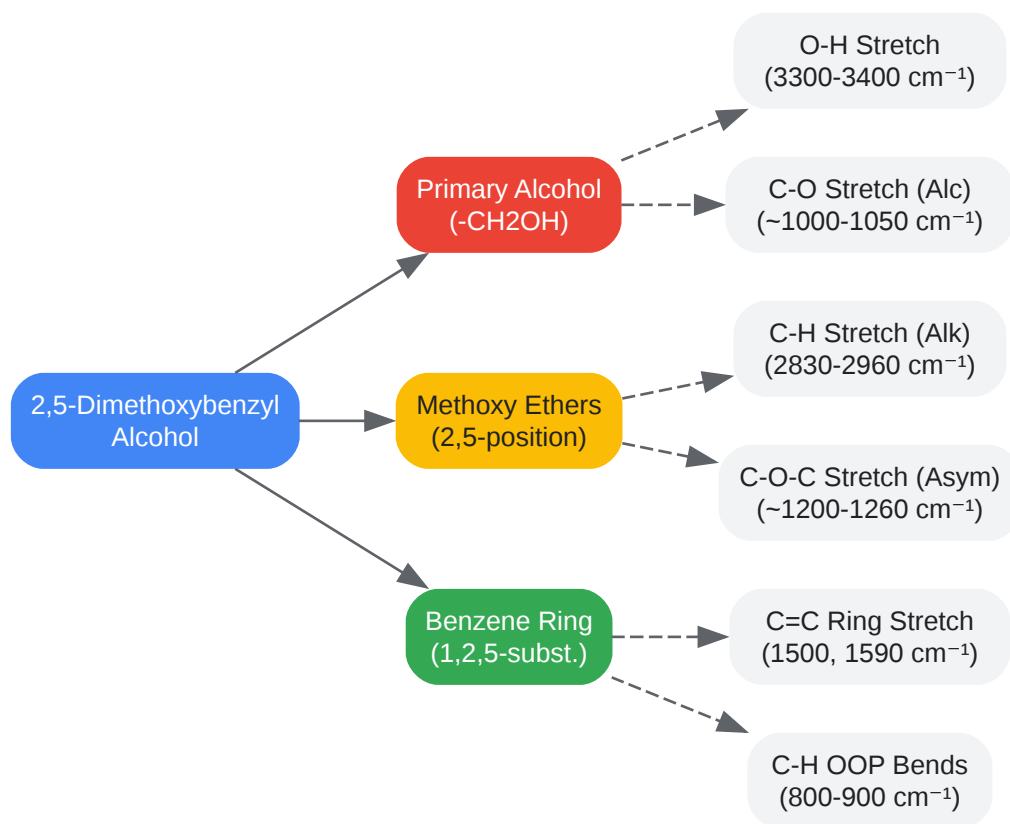 O-H Stretch
(3300-3400 cm⁻¹)
Primary Alcohol
(-CH2OH)
C-O Stretch (Alc)
(~1000-1050 cm⁻¹)
C-H Stretch (Alk)
(2830-2960 cm⁻¹)
2,5-Dimethoxybenzyl
Alcohol
Methoxy Ethers
(2,5-position)
C-O-C Stretch (Asym)
(~1200-1260 cm⁻¹)
Benzene Ring
(1,2,5-subst.)
C=C Ring Stretch
(1500, 1590 cm⁻¹)
C-H OOP Bends
(800-900 cm⁻¹)